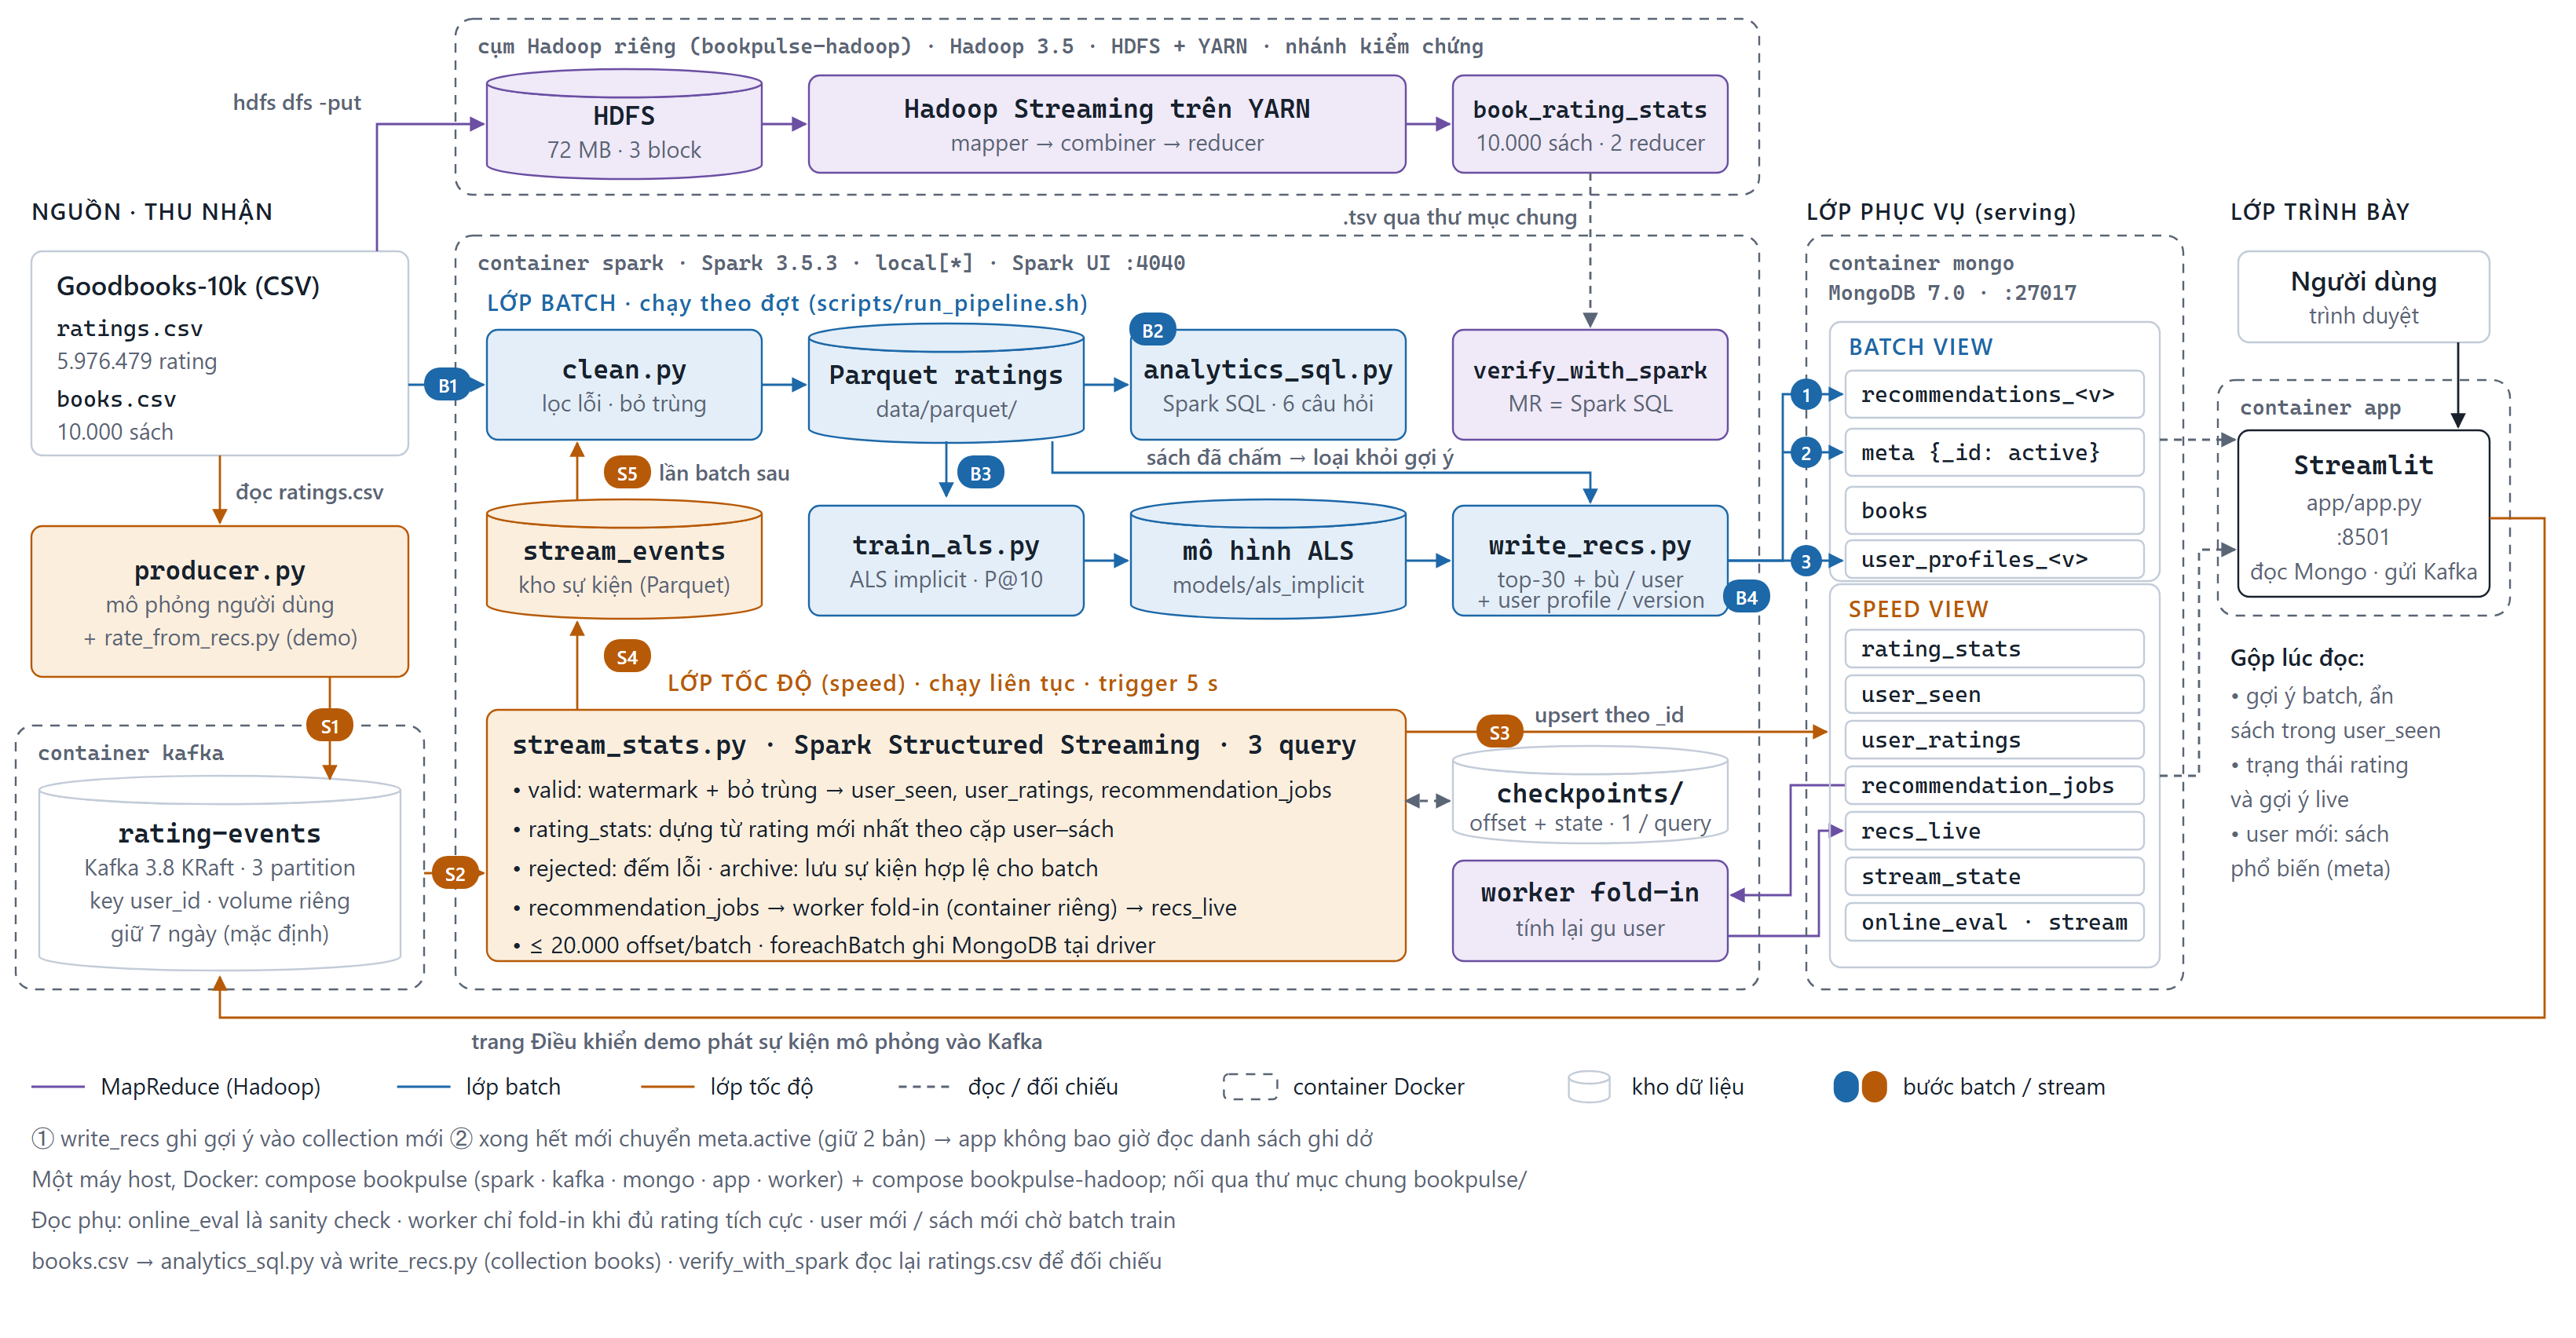 cụm Hadoop riêng (bookpulse-hadoop) · Hadoop 3.5 · HDFS + YARN · nhánh kiểm chứng
hdfs dfs -put
HDFS
72 MB · 3 block
Hadoop Streaming trên YARN
mapper → combiner → reducer
book_rating_stats
10.000 sách · 2 reducer
.tsv qua thư mục chung
NGUỒN · THU NHẬN
Goodbooks-10k (CSV)
ratings.csv
5.976.479 rating
books.csv
10.000 sách
đọc ratings.csv
producer.py
mô phỏng người dùng
+ rate_from_recs.py (demo)
S1
container kafka
rating-events
Kafka 3.8 KRaft · 3 partition
key user_id · volume riêng
giữ 7 ngày (mặc định)
container spark · Spark 3.5.3 · local[*] · Spark UI :4040
LỚP BATCH · chạy theo đợt (scripts/run_pipeline.sh)
B1
clean.py
lọc lỗi · bỏ trùng
Parquet ratings
data/parquet/
B2
analytics_sql.py
Spark SQL · 6 câu hỏi
verify_with_spark
MR = Spark SQL
S5
lần batch sau
B3
sách đã chấm → loại khỏi gợi ý
stream_events
kho sự kiện (Parquet)
train_als.py
ALS implicit · P@10
mô hình ALS
models/als_implicit
write_recs.py
top-30 + bù / user
+ user profile / version
B4
S4
LỚP TỐC ĐỘ (speed) · chạy liên tục · trigger 5 s
S2
stream_stats.py · Spark Structured Streaming · 3 query
• valid: watermark + bỏ trùng → user_seen, user_ratings, recommendation_jobs
• rating_stats: dựng từ rating mới nhất theo cặp user–sách
• rejected: đếm lỗi · archive: lưu sự kiện hợp lệ cho batch
• recommendation_jobs → worker fold-in (container riêng) → recs_live
• ≤ 20.000 offset/batch · foreachBatch ghi MongoDB tại driver
S3
upsert theo _id
checkpoints/
offset + state · 1 / query
worker fold-in
tính lại gu user
LỚP PHỤC VỤ (serving)
container mongo
MongoDB 7.0 · :27017
BATCH VIEW
1
recommendations_<v>
2
meta {_id: active}
books
3
user_profiles_<v>
SPEED VIEW
rating_stats
user_seen
user_ratings
recommendation_jobs
recs_live
stream_state
online_eval · stream
LỚP TRÌNH BÀY
Người dùng
trình duyệt
container app
Streamlit
app/app.py
:8501
đọc Mongo · gửi Kafka
Gộp lúc đọc:
• gợi ý batch, ẩn
sách trong user_seen
• trạng thái rating
và gợi ý live
• user mới: sách
phổ biến (meta)
trang Điều khiển demo phát sự kiện mô phỏng vào Kafka
MapReduce (Hadoop)
lớp batch
lớp tốc độ
đọc / đối chiếu
container Docker
kho dữ liệu
bước batch / stream
① write_recs ghi gợi ý vào collection mới ② xong hết mới chuyển meta.active (giữ 2 bản) → app không bao giờ đọc danh sách ghi dở
Một máy host, Docker: compose bookpulse (spark · kafka · mongo · app · worker) + compose bookpulse-hadoop; nối qua thư mục chung bookpulse/
Đọc phụ: online_eval là sanity check · worker chỉ fold-in khi đủ rating tích cực · user mới / sách mới chờ batch train
books.csv → analytics_sql.py và write_recs.py (collection books) · verify_with_spark đọc lại ratings.csv để đối chiếu